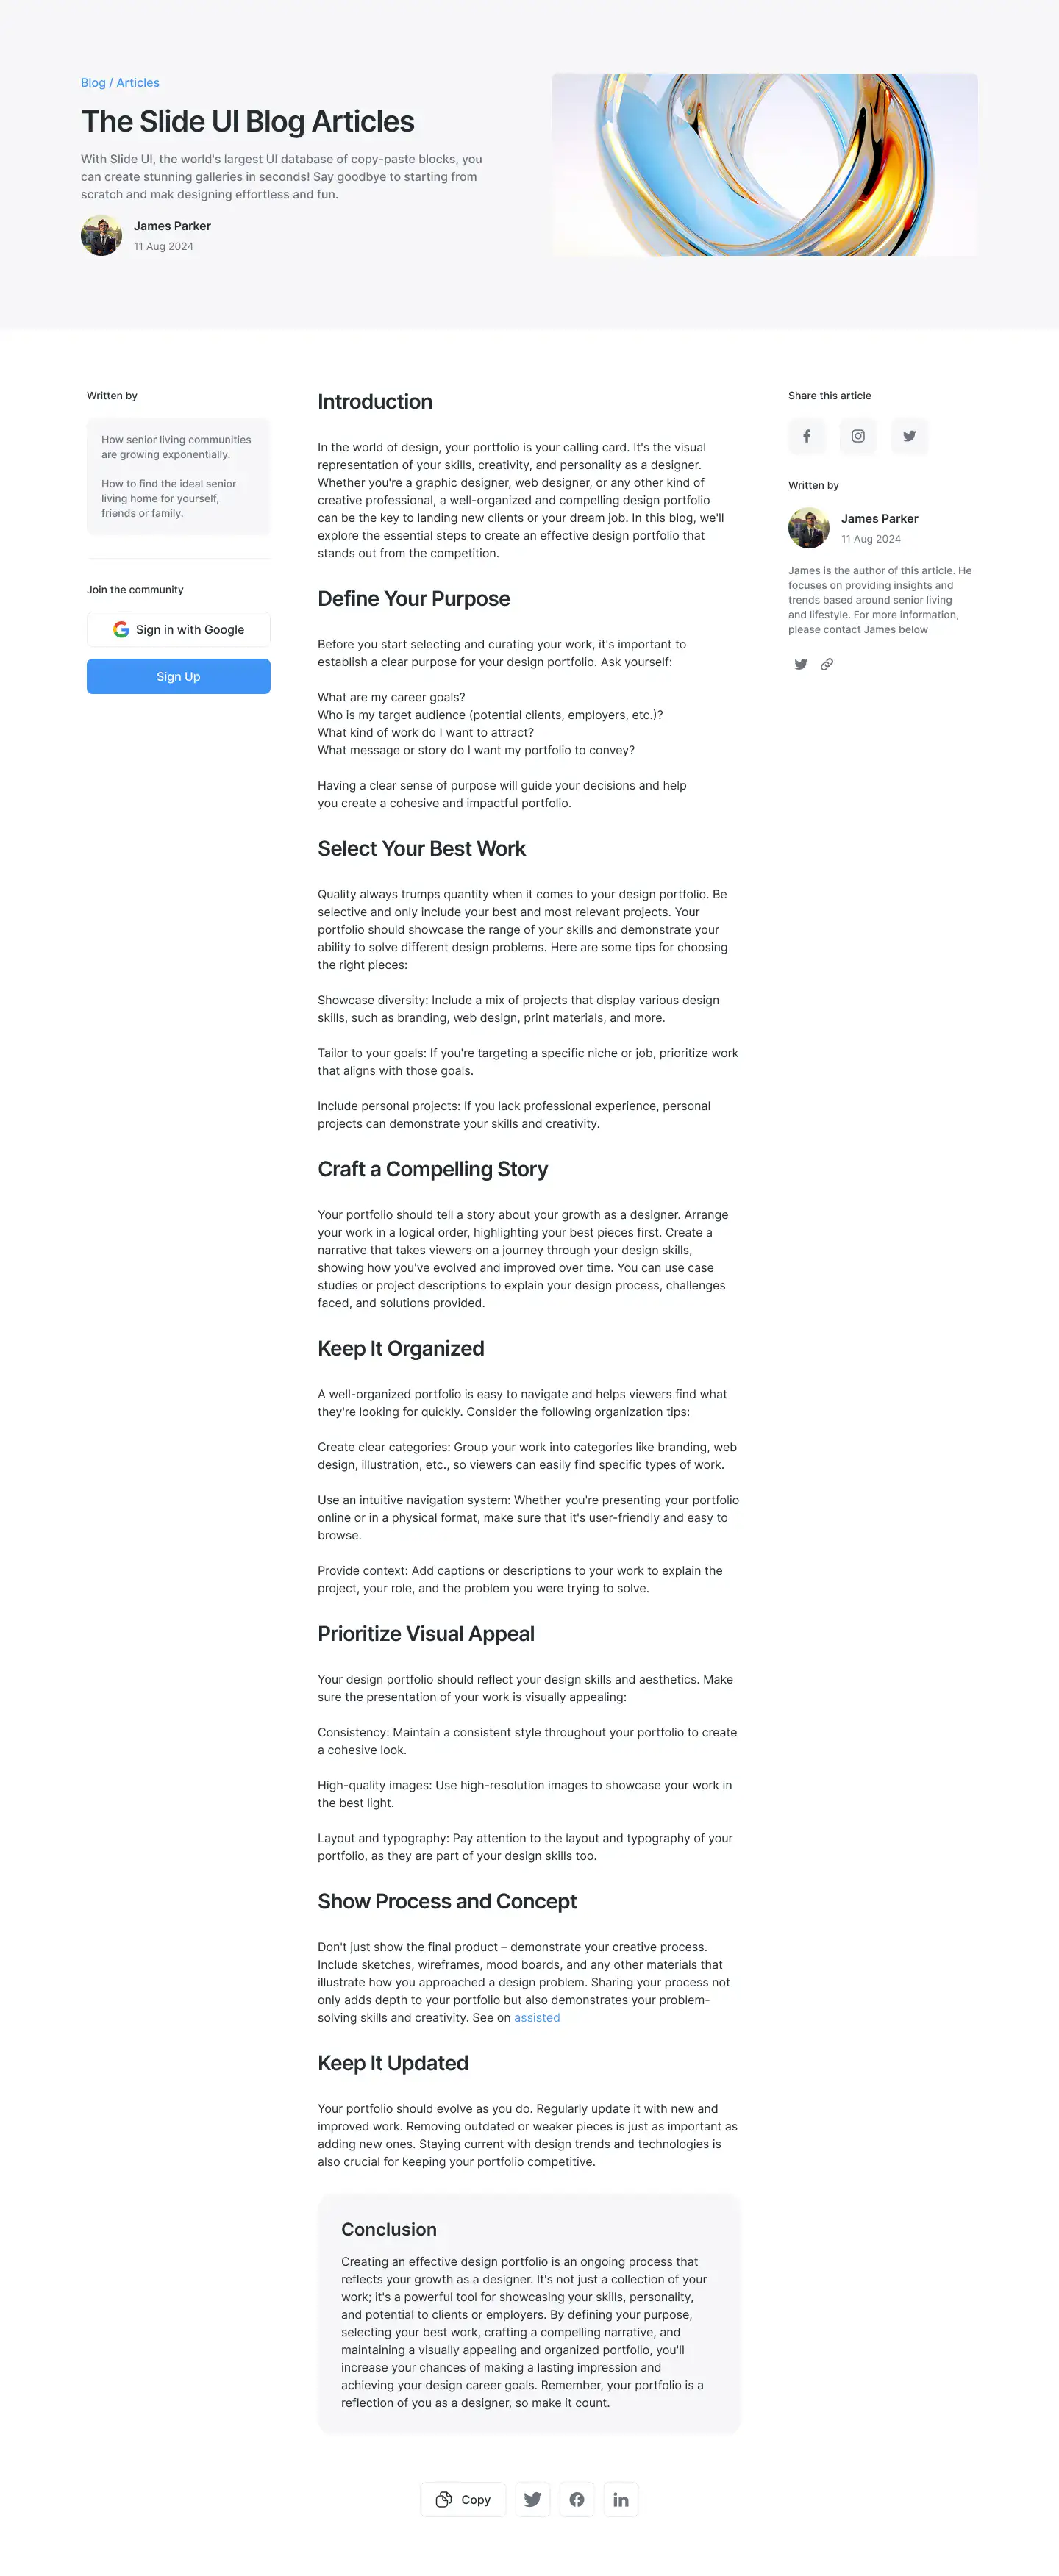 Blog / Articles
The Slide UI Blog Articles
With Slide UI, the world's largest UI database of copy-paste blocks, you
can create stunning galleries in seconds! Say goodbye to starting from
scratch and mak designing effortless and fun.
James Parker
11 Aug 2024
Written by
How senior living communities
are growing exponentially.
How to find the ideal senior
living home for yourself,
friends or family.
Join the community
Sign in with Google
Sign Up
Introduction
In the world of design, your portfolio is your calling card. It's the visual
representation of your skills, creativity, and personality as a designer.
Whether you're a graphic designer, web designer, or any other kind of
creative professional, a well-organized and compelling design portfolio
can be the key to landing new clients or your dream job. In this blog, we'll
explore the essential steps to create an effective design portfolio that
stands out from the competition.
Define Your Purpose
Before you start selecting and curating your work, it's important to
establish a clear purpose for your design portfolio. Ask yourself:
What are my career goals?
Who is my target audience (potential clients, employers, etc.)?
What kind of work do I want to attract?
What message or story do I want my portfolio to convey?
Having a clear sense of purpose will guide your decisions and help
you create a cohesive and impactful portfolio.
Select Your Best Work
Quality always trumps quantity when it comes to your design portfolio. Be
selective and only include your best and most relevant projects. Your
portfolio should showcase the range of your skills and demonstrate your
ability to solve different design problems. Here are some tips for choosing
the right pieces:
Showcase diversity: Include a mix of projects that display various design
skills, such as branding, web design, print materials, and more.
Tailor to your goals: If you're targeting a specific niche or job, prioritize work
that aligns with those goals.
Include personal projects: If you lack professional experience, personal
projects can demonstrate your skills and creativity.
Craft a Compelling Story
Your portfolio should tell a story about your growth as a designer. Arrange
your work in a logical order, highlighting your best pieces first. Create a
narrative that takes viewers on a journey through your design skills,
showing how you've evolved and improved over time. You can use case
studies or project descriptions to explain your design process, challenges
faced, and solutions provided.
Keep It Organized
A well-organized portfolio is easy to navigate and helps viewers find what
they're looking for quickly. Consider the following organization tips:
Create clear categories: Group your work into categories like branding, web
design, illustration, etc., so viewers can easily find specific types of work.
Use an intuitive navigation system: Whether you're presenting your portfolio
online or in a physical format, make sure that it's user-friendly and easy to
browse.
Provide context: Add captions or descriptions to your work to explain the
project, your role, and the problem you were trying to solve.
Prioritize Visual Appeal
Your design portfolio should reflect your design skills and aesthetics. Make
sure the presentation of your work is visually appealing:
Consistency: Maintain a consistent style throughout your portfolio to create
a cohesive look.
High-quality images: Use high-resolution images to showcase your work in
the best light.
Layout and typography: Pay attention to the layout and typography of your
portfolio, as they are part of your design skills too.
Show Process and Concept
Don't just show the final product – demonstrate your creative process.
Include sketches, wireframes, mood boards, and any other materials that
illustrate how you approached a design problem. Sharing your process not
only adds depth to your portfolio but also demonstrates your problem-
solving skills and creativity. See on assisted
Keep It Updated
Your portfolio should evolve as you do. Regularly update it with new and
improved work. Removing outdated or weaker pieces is just as important as
adding new ones. Staying current with design trends and technologies is
also crucial for keeping your portfolio competitive.
Conclusion
Creating an effective design portfolio is an ongoing process that
reflects your growth as a designer. It's not just a collection of your
work; it's a powerful tool for showcasing your skills, personality,
and potential to clients or employers. By defining your purpose,
selecting your best work, crafting a compelling narrative, and
maintaining a visually appealing and organized portfolio, you'll
increase your chances of making a lasting impression and
achieving your design career goals. Remember, your portfolio is a
reflection of you as a designer, so make it count.
Copy
Share this article
Written by
James Parker
11 Aug 2024
James is the author of this article. He
focuses on providing insights and
trends based around senior living
and lifestyle. For more information,
please contact James below